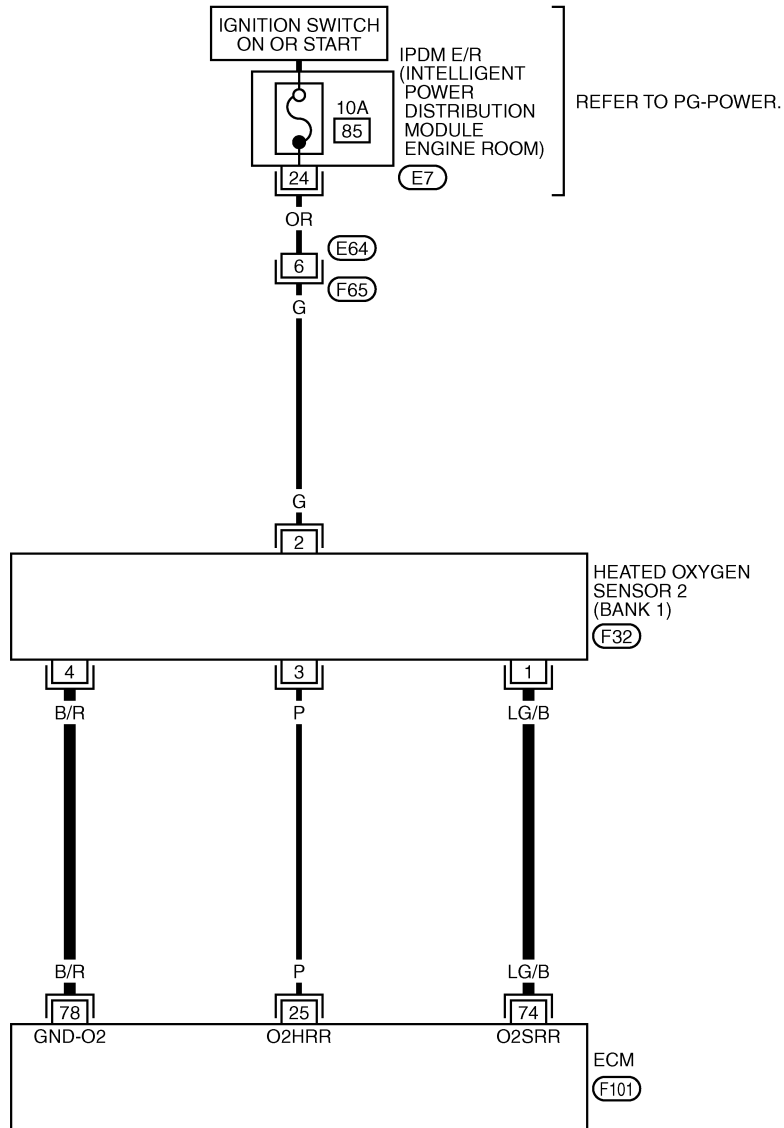 IGNITION SWITCH
ON OR START
IPDM E/R
(INTELLIGENT
POWER
DISTRIBUTION
MODULE
ENGINE ROOM)
REFER TO PG-POWER.
10A
85
24
E7
OR
E64
6
F65
G
G
2
HEATED OXYGEN
SENSOR 2
(BANK 1)
F32
4
3
1
B/R
P
LG/B
B/R
P
LG/B
78
25
74
GND-O2
O2HRR
O2SRR
ECM
F101